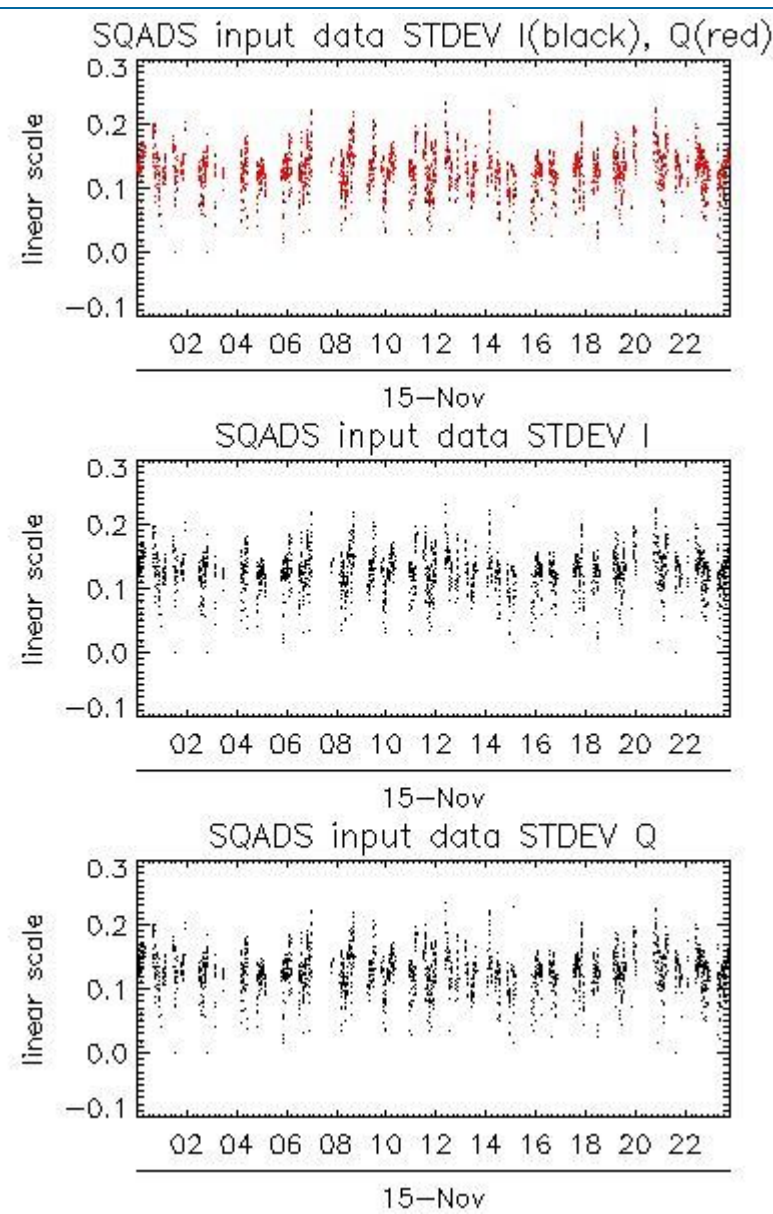 SQADS input data STDEV I(black), Q(red)
linear scale
0.3
0.2
0.1
0.0
−0.1
02 04 06 08 10 12 14 16 18 20 22
15−Nov
SQADS input data STDEV I
linear scale
0.3
0.2
0.1
0.0
−0.1
02 04 06 08 10 12 14 16 18 20 22
15−Nov
SQADS input data STDEV Q
linear scale
0.3
0.2
0.1
0.0
−0.1
02 04 06 08 10 12 14 16 18 20 22
15−Nov